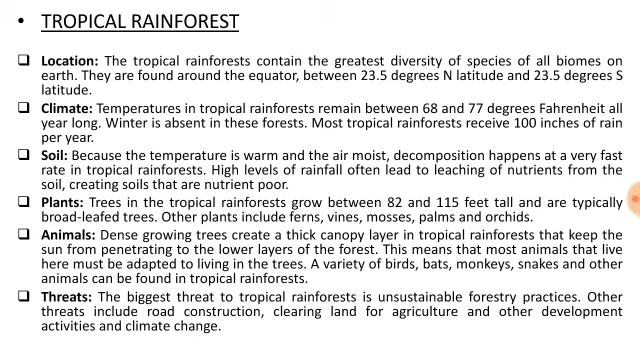 • TROPICAL RAINFOREST
❑ Location: The tropical rainforests contain the greatest diversity of species of all biomes on
earth. They are found around the equator, between 23.5 degrees N latitude and 23.5 degrees S
latitude.
❑ Climate: Temperatures in tropical rainforests remain between 68 and 77 degrees Fahrenheit all
year long. Winter is absent in these forests. Most tropical rainforests receive 100 inches of rain
per year.
❑ Soil: Because the temperature is warm and the air moist, decomposition happens at a very fast
rate in tropical rainforests. High levels of rainfall often lead to leaching of nutrients from the
soil, creating soils that are nutrient poor.
❑ Plants: Trees in the tropical rainforests grow between 82 and 115 feet tall and are typically
broad-leafed trees. Other plants include ferns, vines, mosses, palms and orchids.
❑ Animals: Dense growing trees create a thick canopy layer in tropical rainforests that keep the
sun from penetrating to the lower layers of the forest. This means that most animals that live
here must be adapted to living in the trees. A variety of birds, bats, monkeys, snakes and other
animals can be found in tropical rainforests.
❑ Threats: The biggest threat to tropical rainforests is unsustainable forestry practices. Other
threats include road construction, clearing land for agriculture and other development
activities and climate change.